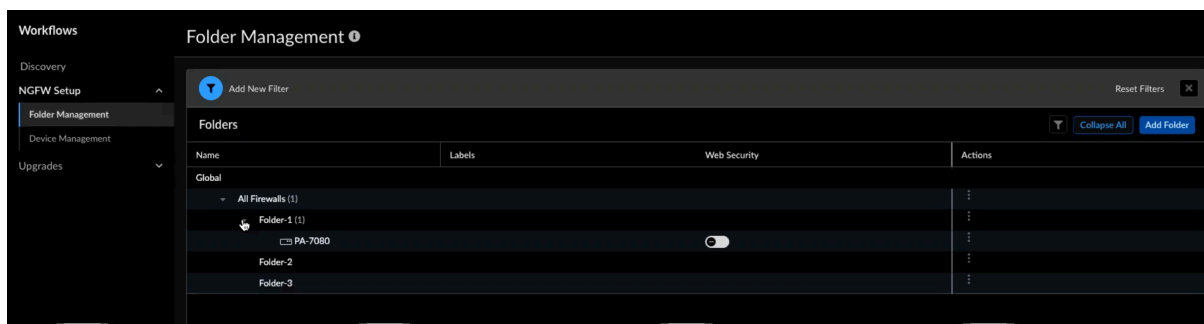 Workflows
Folder Management
Discovery
NGFW Setup
Add New Filter
Reset Filters
Folder Management
Folders
Collapse All
Add Folder
Device Management
Name
Labels
Web Security
Actions
Upgrades
Global
All Firewalls (1)
Folder-1 (1)
PA-7080
Folder-2
Folder-3